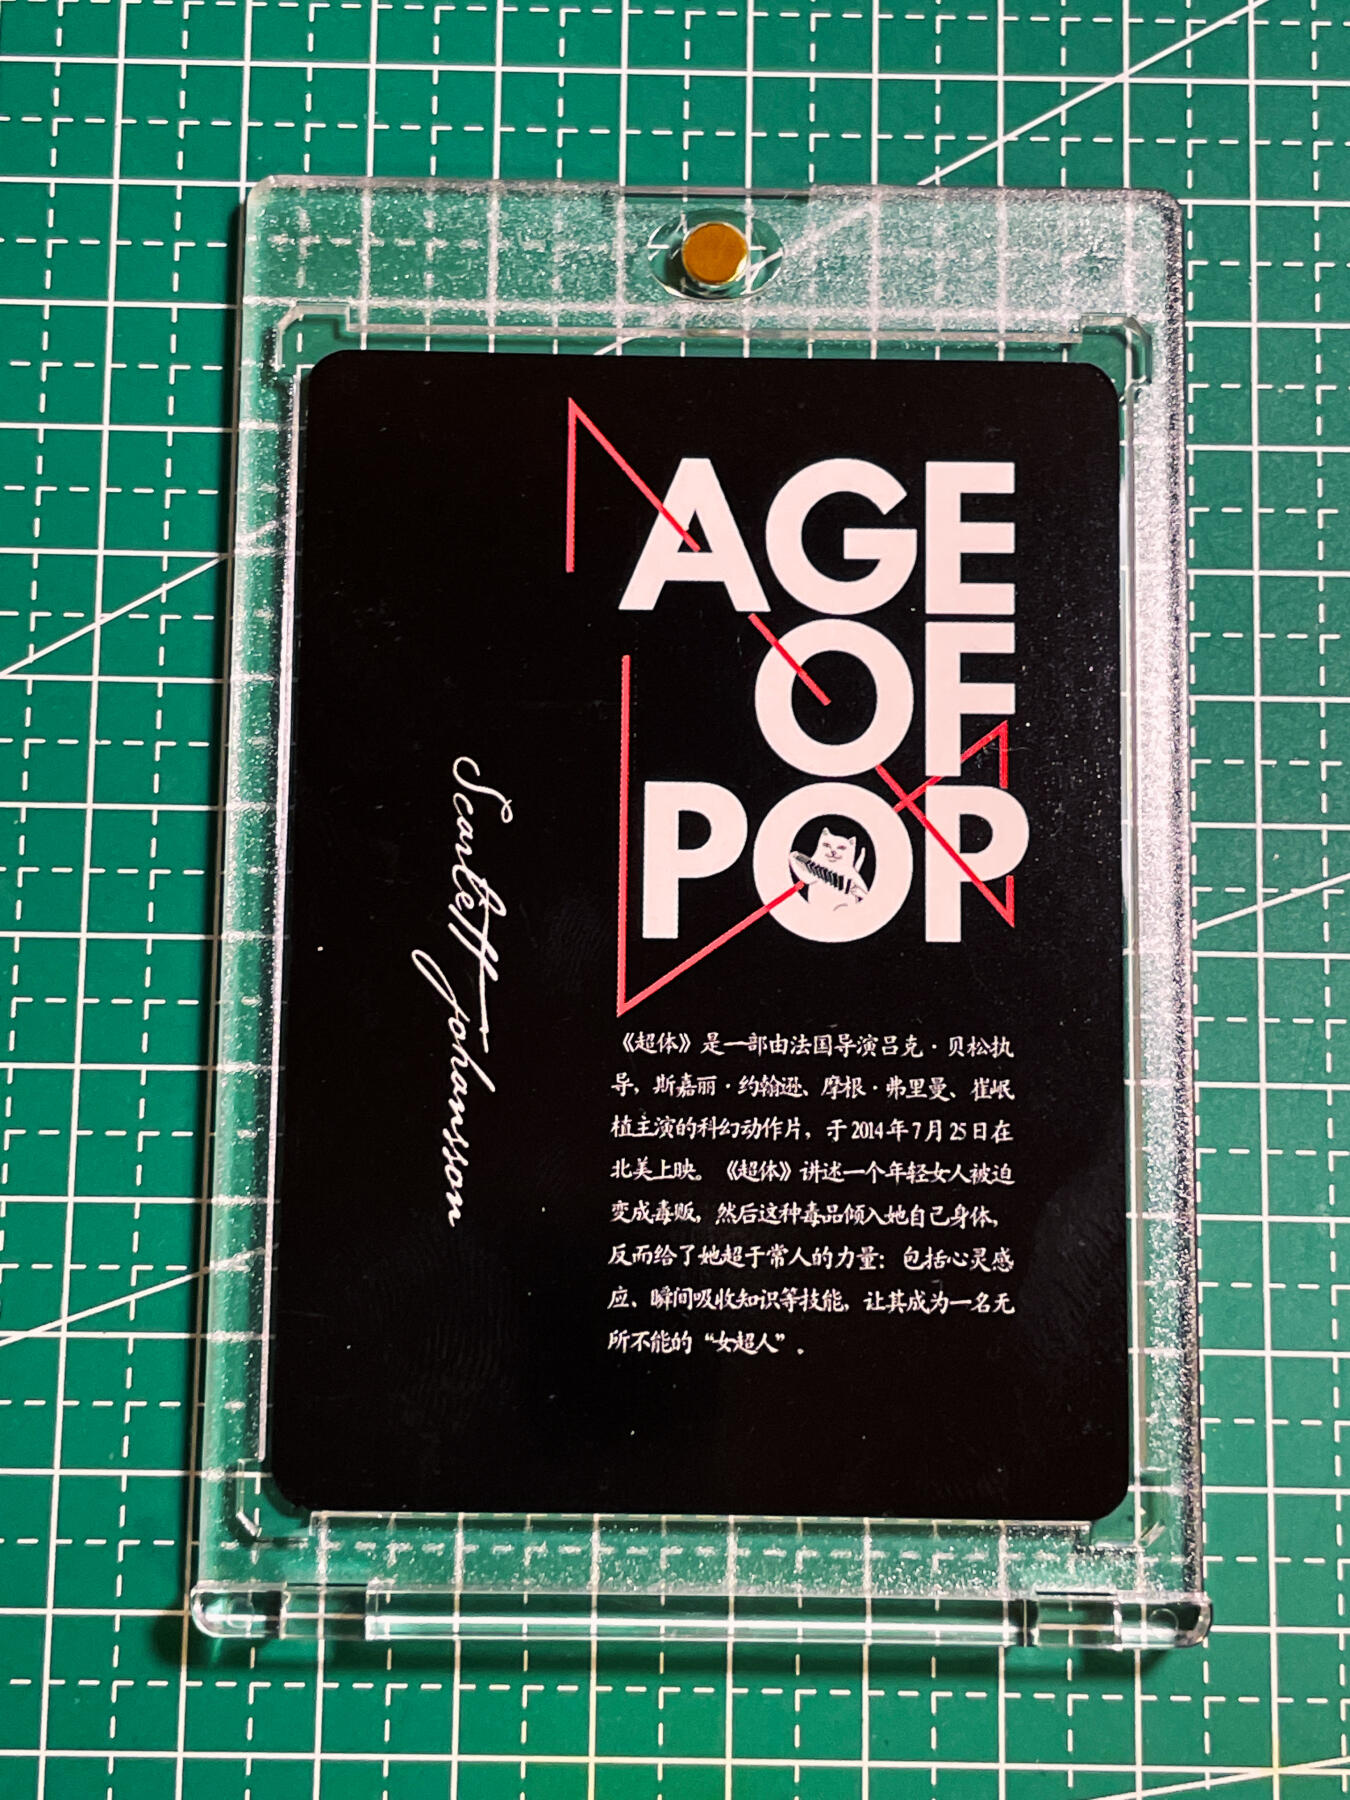 AGE
OF
POP
Scarlett Johansson
《超体》是一部由法国导演吕克·贝松执
导，斯嘉丽·约翰逊、摩根·弗里曼、崔岷
植主演的科幻动作片，于2014年7月25日在
北美上映。《超体》讲述一个年轻女人被迫
变成毒贩，然后这种毒品倾入她自己身体，
反而给了她超于常人的力量：包括心灵感
应、瞬间吸收知识等技能，让其成为一名无
所不能的“女超人”。